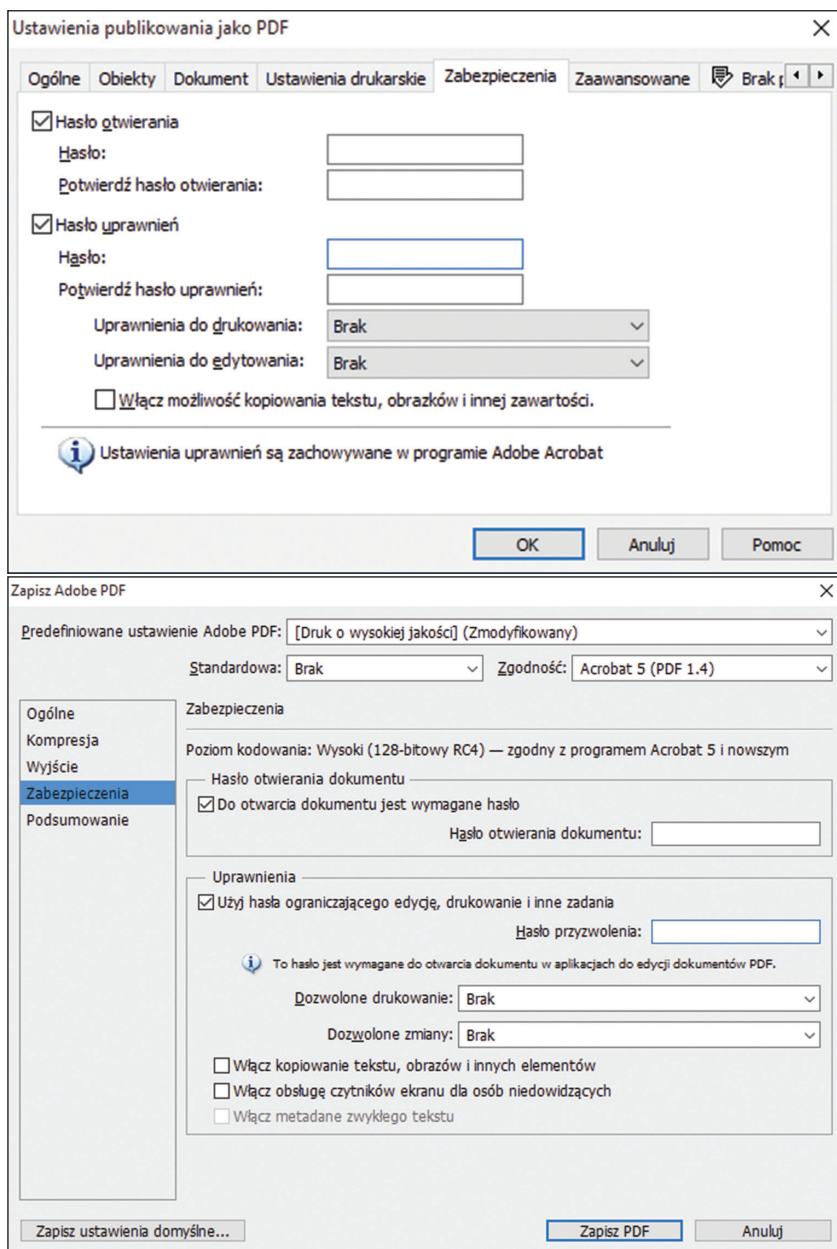 Ustawienia publikowania jako PDF
Ogólne Obiekty Dokument Ustawienia drukarskie Zabezpieczenia Zaawansowane Brak
Hasło otwierania
Hasło:
Potwierdź hasło otwierania:
Hasło uprawnień
Hasło:
Potwierdź hasło uprawnień:
Uprawnienia do drukowania: Brak
Uprawnienia do edytowania: Brak
Włącz możliwość kopiowania tekstu, obrazków i innej zawartości.
Ustawienia uprawnień są zachowywane w programie Adobe Acrobat
OK Anuluj Pomoc
Zapisz Adobe PDF
Predefiniowane ustawienie Adobe PDF: [Druk o wysokiej jakości] (Zmodyfikowany)
Standardowa: Brak Zgodność: Acrobat 5 (PDF 1.4)
Ogólne
Kompresja
Wyjście
Zabezpieczenia
Podsumowanie
Zabezpieczenia
Poziom kodowania: Wysoki (128-bitowy RC4) — zgodny z programem Acrobat 5 i nowszym
Hasło otwierania dokumentu
Do otwarcia dokumentu jest wymagane hasło
Hasło otwierania dokumentu:
Uprawnienia
Użyj hasła ograniczającego edycję, drukowanie i inne zadania
Hasło przyzwolenia:
To hasło jest wymagane do otwarcia dokumentu w aplikacjach do edycji dokumentów PDF.
Dozwolone drukowanie: Brak
Dozwolone zmiany: Brak
Włącz kopiowanie tekstu, obrazów i innych elementów
Włącz obsługę czytników ekranu dla osób niedowidzących
Włącz metadane zwykłego tekstu
Zapisz ustawienia domyślne... Zapisz PDF Anuluj